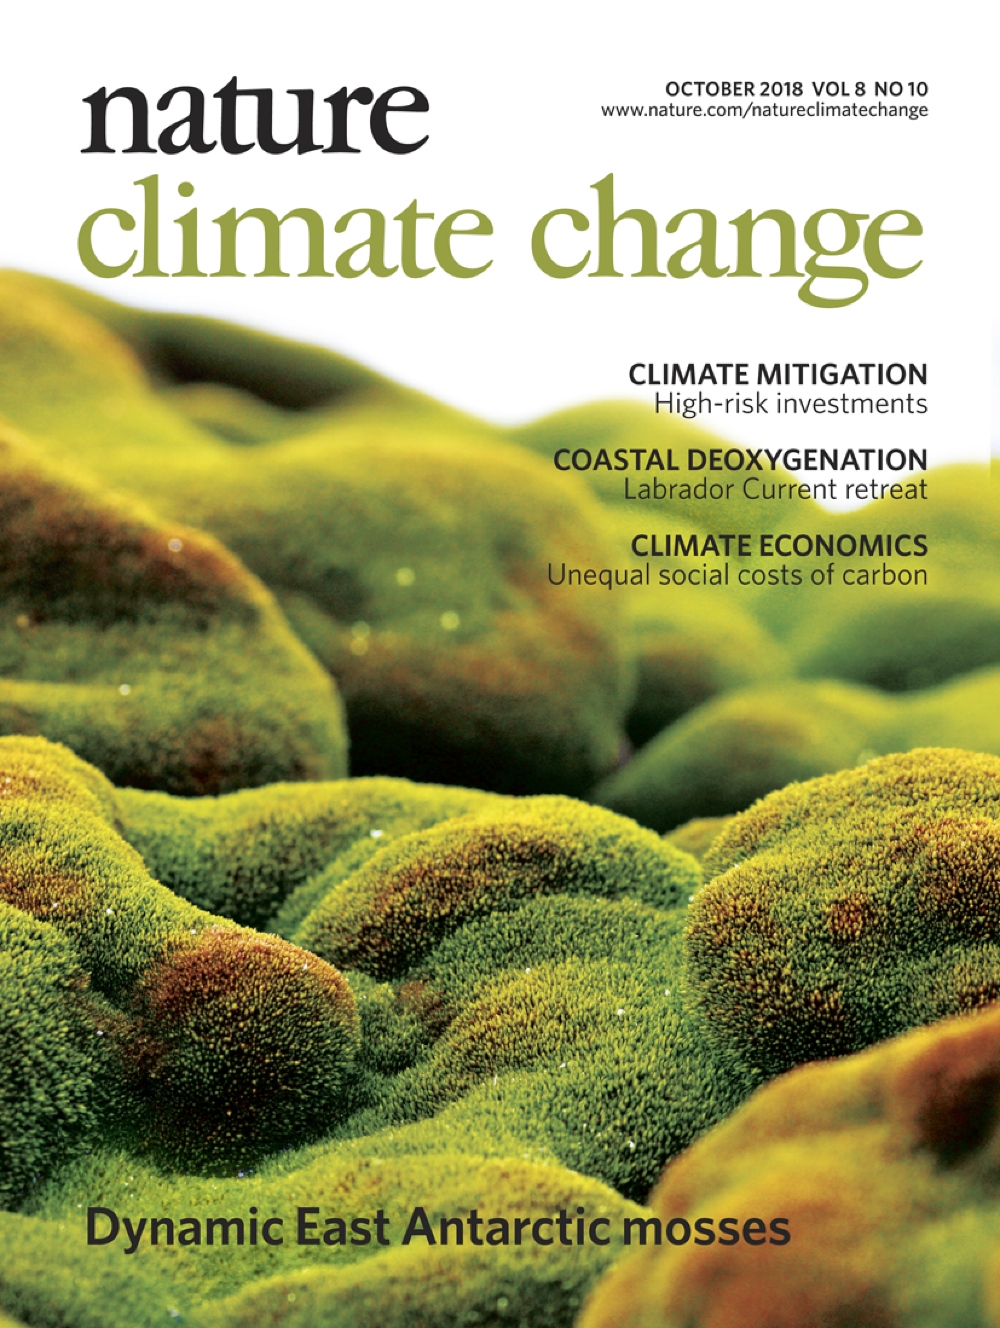 nature
OCTOBER 2018 VOL 8 NO 10
www.nature.com/natureclimatechange
climate change
CLIMATE MITIGATION
High-risk investments
COASTAL DEOXYGENATION
Labrador Current retreat
CLIMATE ECONOMICS
Unequal social costs of carbon
Dynamic East Antarctic mosses